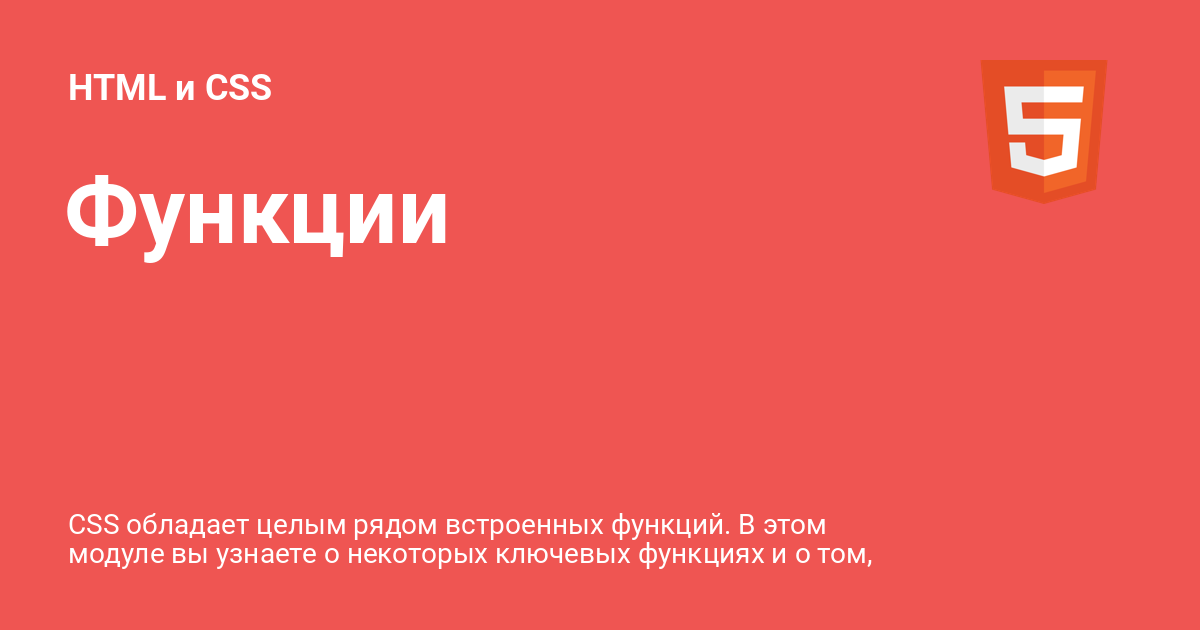 HTML и CSS
Функции
CSS обладает целым рядом встроенных функций. В этом
модуле вы узнаете о некоторых ключевых функциях и о том,